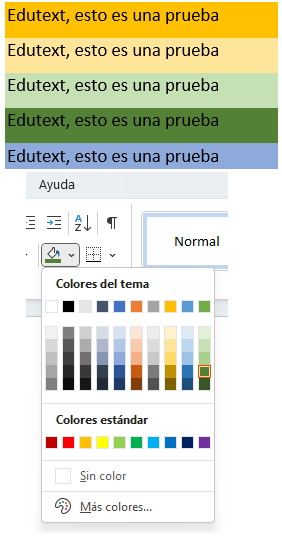 Edutext, esto es una prueba
Edutext, esto es una prueba
Edutext, esto es una prueba
Edutext, esto es una prueba
Edutext, esto es una prueba
Ayuda
A
Z
¶
Normal
Colores del tema
Colores estándar
Sin color
Más colores...